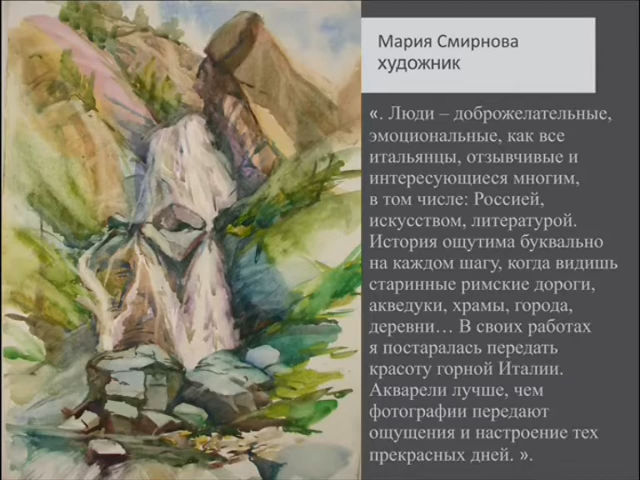 Мария Смирнова
художник
«. Люди – доброжелательные,
эмоциональные, как все
итальянцы, отзывчивые и
интересующиеся многим,
в том числе: Россией,
искусством, литературой.
История ощутима буквально
на каждом шагу, когда видишь
старинные римские дороги,
акведуки, храмы, города,
деревни… В своих работах
я постаралась передать
красоту горной Италии.
Акварели лучше, чем
фотографии передают
ощущения и настроение тех
прекрасных дней. ».